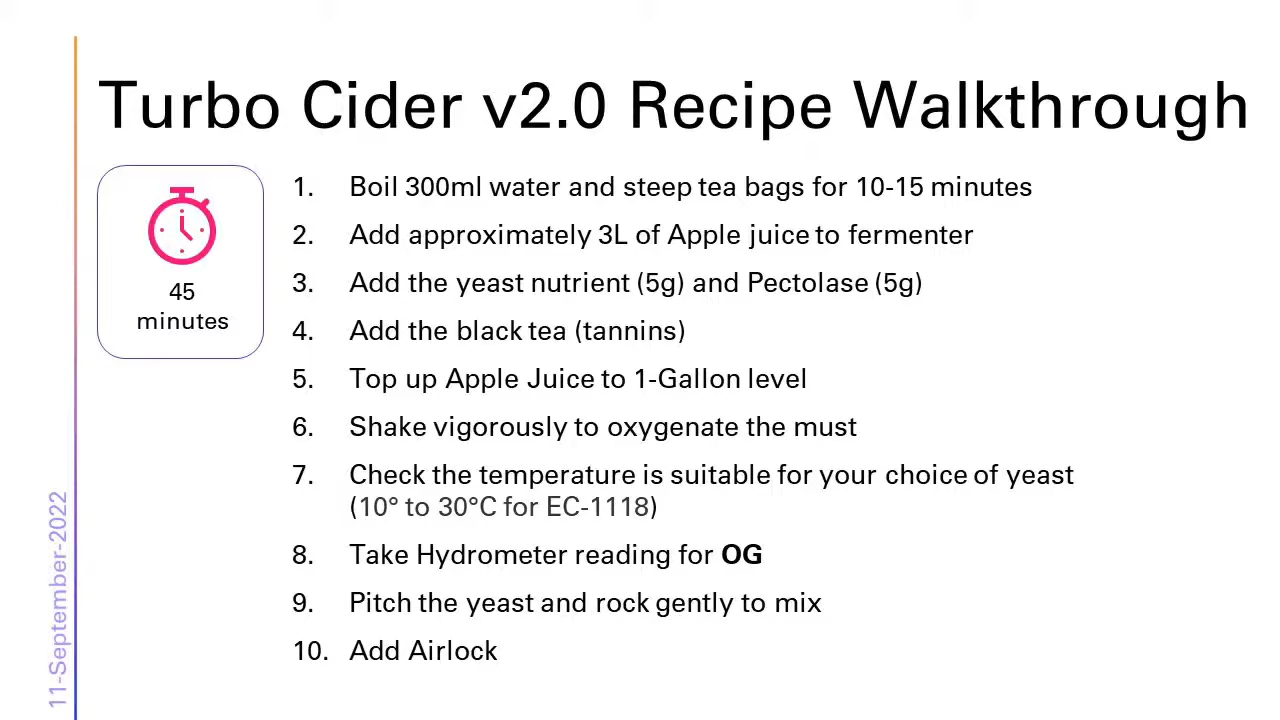 Turbo Cider v2.0 Recipe Walkthrough
45
minutes
1. Boil 300ml water and steep tea bags for 10-15 minutes
2. Add approximately 3L of Apple juice to fermenter
3. Add the yeast nutrient (5g) and Pectolase (5g)
4. Add the black tea (tannins)
5. Top up Apple Juice to 1-Gallon level
6. Shake vigorously to oxygenate the must
7. Check the temperature is suitable for your choice of yeast
(10° to 30°C for EC-1118)
8. Take Hydrometer reading for OG
9. Pitch the yeast and rock gently to mix
10. Add Airlock
11-September-2022